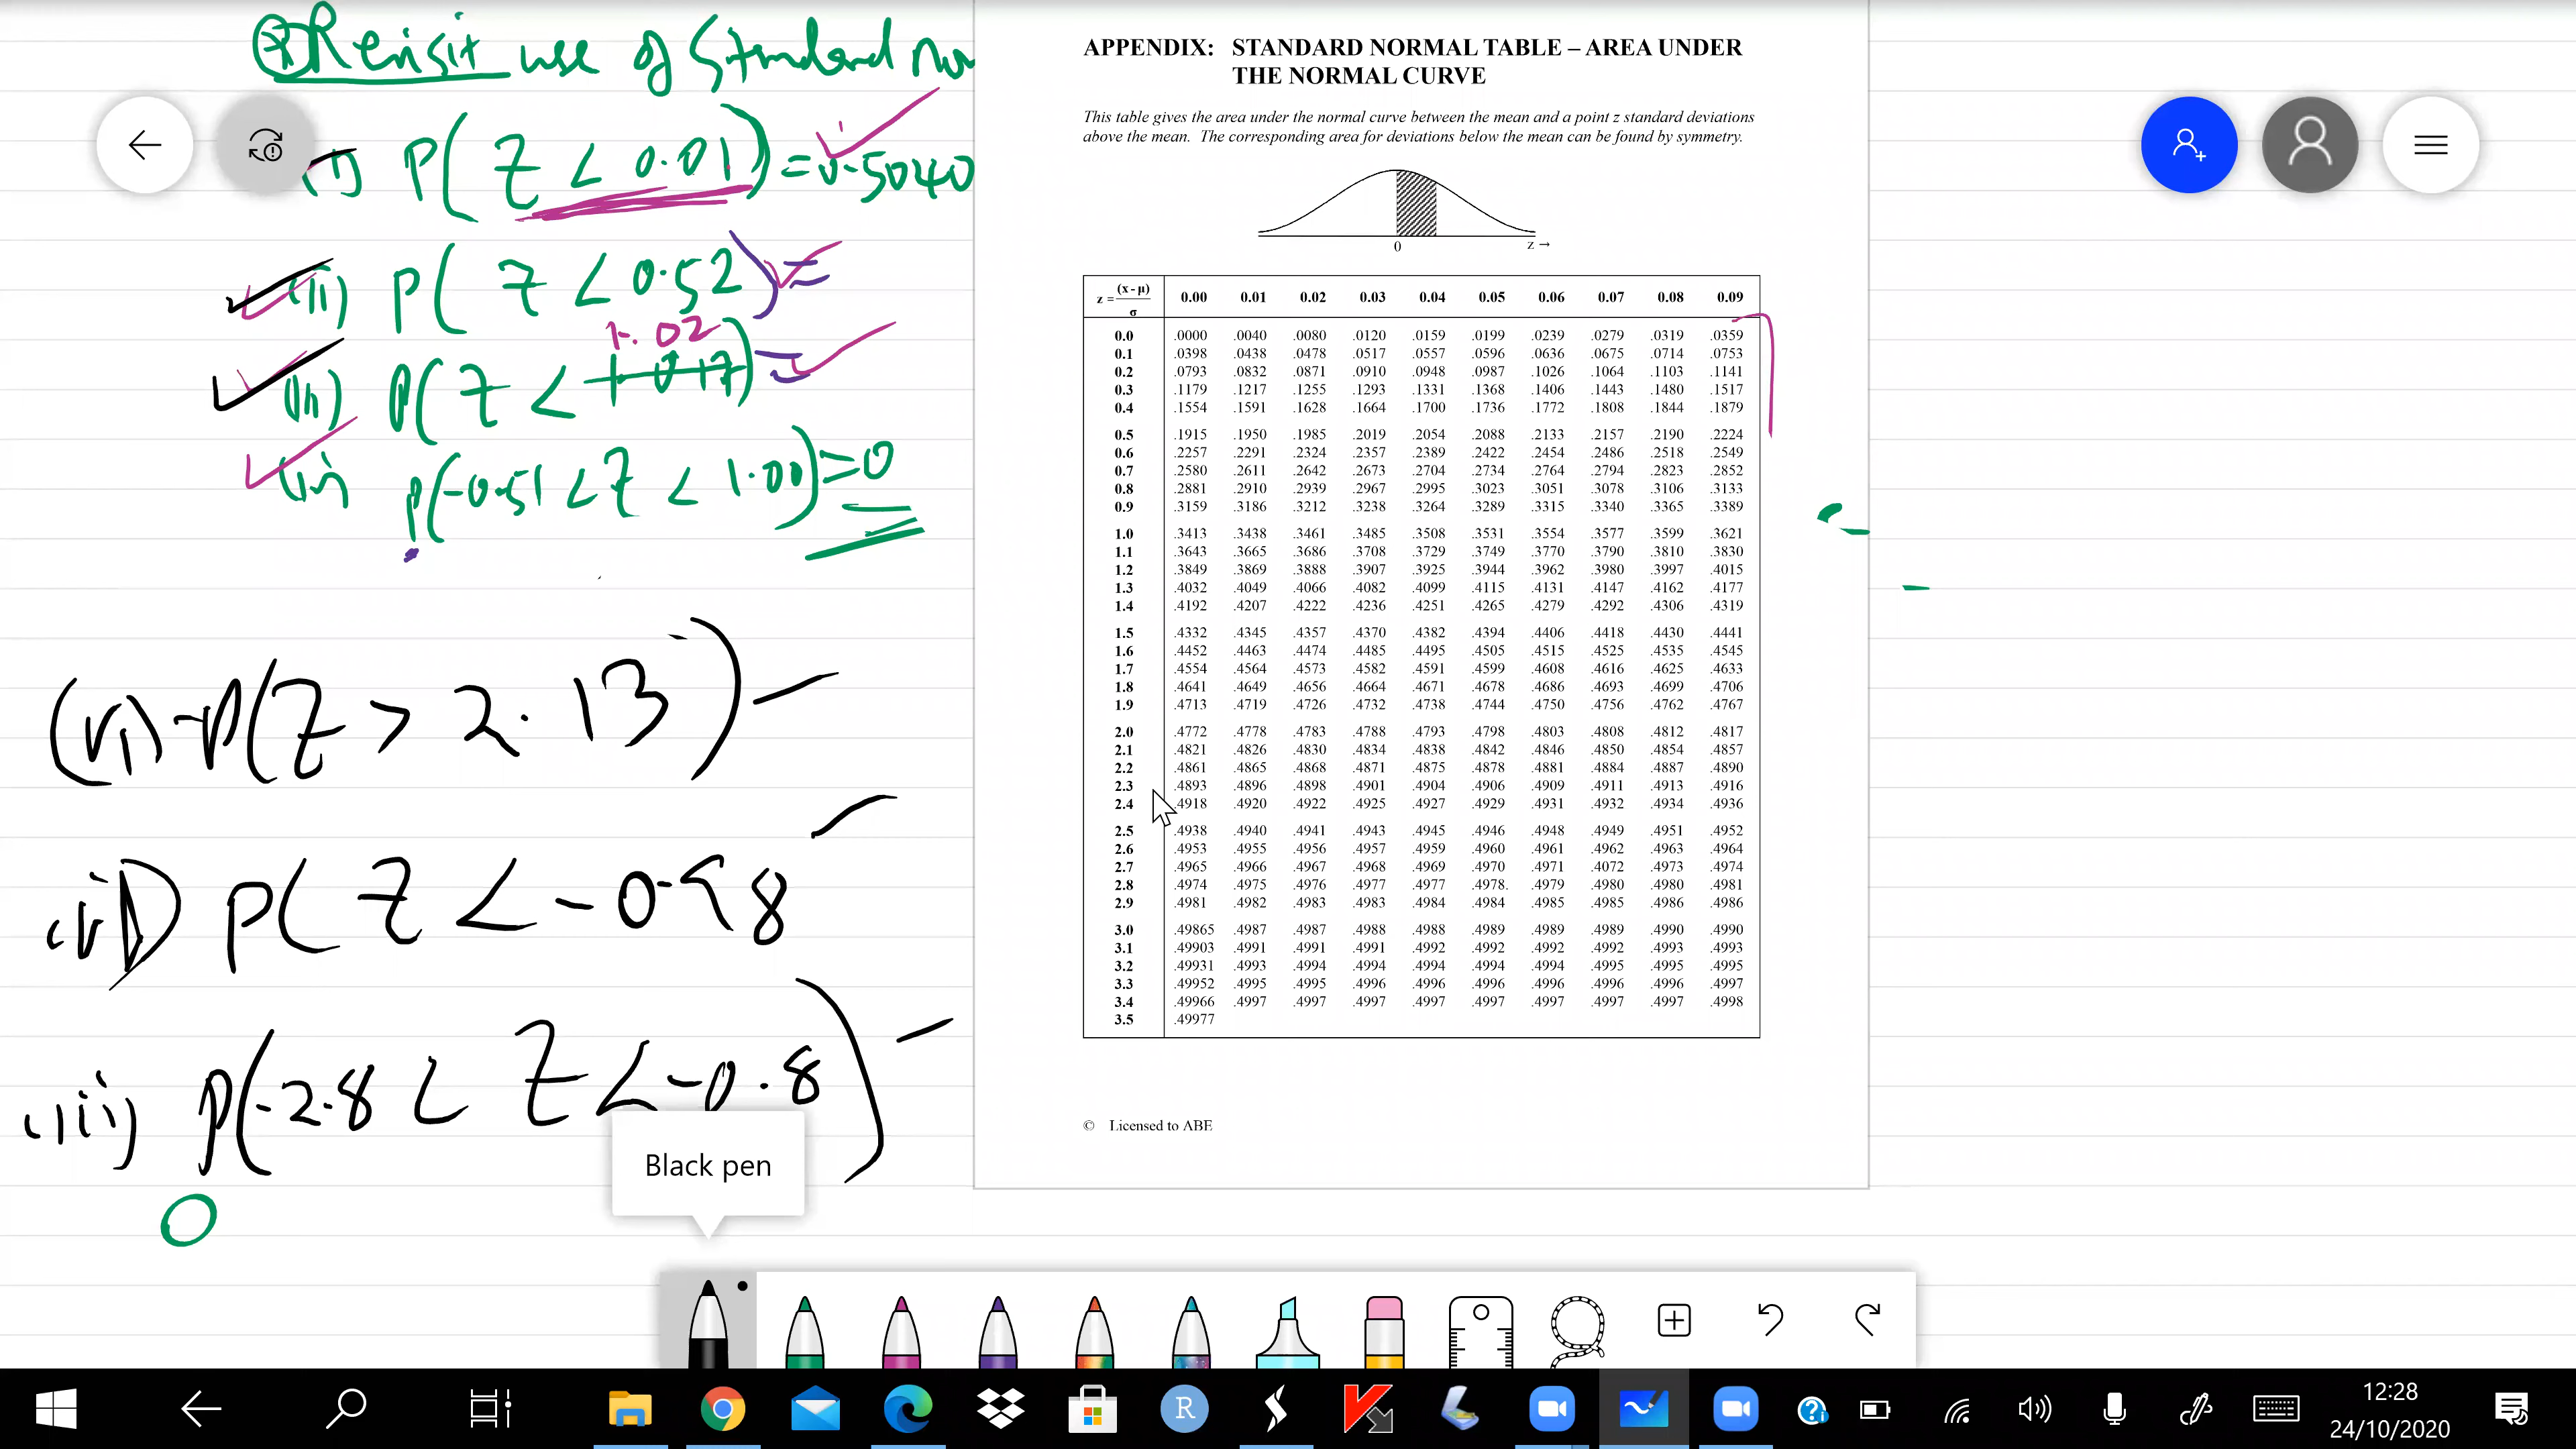 Revisit use of Standard No
(i) P( Z < 0.01 ) = 0.5040
(ii) P( Z < 0.52 ) =
1.02
P( Z < 1.017 ) =
P(-0.51 < Z < 1.00) = 0
(vi) P(Z > 2.13) -
P( Z < -0.98
P(-2.8 < Z < -0.8) -
APPENDIX: STANDARD NORMAL TABLE – AREA UNDER
THE NORMAL CURVE
This table gives the area under the normal curve between the mean and a point z standard deviations
above the mean. The corresponding area for deviations below the mean can be found by symmetry.
0 z →
z = (x - μ) / σ 0.00 0.01 0.02 0.03 0.04 0.05 0.06 0.07 0.08 0.09
0.0 .0000 .0040 .0080 .0120 .0159 .0199 .0239 .0279 .0319 .0359
0.1 .0398 .0438 .0478 .0517 .0557 .0596 .0636 .0675 .0714 .0753
0.2 .0793 .0832 .0871 .0910 .0948 .0987 .1026 .1064 .1103 .1141
0.3 .1179 .1217 .1255 .1293 .1331 .1368 .1406 .1443 .1480 .1517
0.4 .1554 .1591 .1628 .1664 .1700 .1736 .1772 .1808 .1844 .1879
0.5 .1915 .1950 .1985 .2019 .2054 .2088 .2133 .2157 .2190 .2224
0.6 .2257 .2291 .2324 .2357 .2389 .2422 .2454 .2486 .2518 .2549
0.7 .2580 .2611 .2642 .2673 .2704 .2734 .2764 .2794 .2823 .2852
0.8 .2881 .2910 .2939 .2967 .2995 .3023 .3051 .3078 .3106 .3133
0.9 .3159 .3186 .3212 .3238 .3264 .3289 .3315 .3340 .3365 .3389
1.0 .3413 .3438 .3461 .3485 .3508 .3531 .3554 .3577 .3599 .3621
1.1 .3643 .3665 .3686 .3708 .3729 .3749 .3770 .3790 .3810 .3830
1.2 .3849 .3869 .3888 .3907 .3925 .3944 .3962 .3980 .3997 .4015
1.3 .4032 .4049 .4066 .4082 .4099 .4115 .4131 .4147 .4162 .4177
1.4 .4192 .4207 .4222 .4236 .4251 .4265 .4279 .4292 .4306 .4319
1.5 .4332 .4345 .4357 .4370 .4382 .4394 .4406 .4418 .4430 .4441
1.6 .4452 .4463 .4474 .4485 .4495 .4505 .4515 .4525 .4535 .4545
1.7 .4554 .4564 .4573 .4582 .4591 .4599 .4608 .4616 .4625 .4633
1.8 .4641 .4649 .4656 .4664 .4671 .4678 .4686 .4693 .4699 .4706
1.9 .4713 .4719 .4726 .4732 .4738 .4744 .4750 .4756 .4762 .4767
2.0 .4772 .4778 .4783 .4788 .4793 .4798 .4803 .4808 .4812 .4817
2.1 .4821 .4826 .4830 .4834 .4838 .4842 .4846 .4850 .4854 .4857
2.2 .4861 .4865 .4868 .4871 .4875 .4878 .4881 .4884 .4887 .4890
2.3 .4893 .4896 .4898 .4901 .4904 .4906 .4909 .4911 .4913 .4916
2.4 .4918 .4920 .4922 .4925 .4927 .4929 .4931 .4932 .4934 .4936
2.5 .4938 .4940 .4941 .4943 .4945 .4946 .4948 .4949 .4951 .4952
2.6 .4953 .4955 .4956 .4957 .4959 .4960 .4961 .4962 .4963 .4964
2.7 .4965 .4966 .4967 .4968 .4969 .4970 .4971 .4072 .4973 .4974
2.8 .4974 .4975 .4976 .4977 .4977 .4978. .4979 .4980 .4980 .4981
2.9 .4981 .4982 .4983 .4983 .4984 .4984 .4985 .4985 .4986 .4986
3.0 .49865 .4987 .4987 .4988 .4988 .4989 .4989 .4989 .4990 .4990
3.1 .49903 .4991 .4991 .4991 .4992 .4992 .4992 .4992 .4993 .4993
3.2 .49931 .4993 .4994 .4994 .4994 .4994 .4994 .4995 .4995 .4995
3.3 .49952 .4995 .4995 .4996 .4996 .4996 .4996 .4996 .4996 .4997
3.4 .49966 .4997 .4997 .4997 .4997 .4997 .4997 .4997 .4997 .4998
3.5 .49977
© Licensed to ABE
Black pen
12:28
24/10/2020